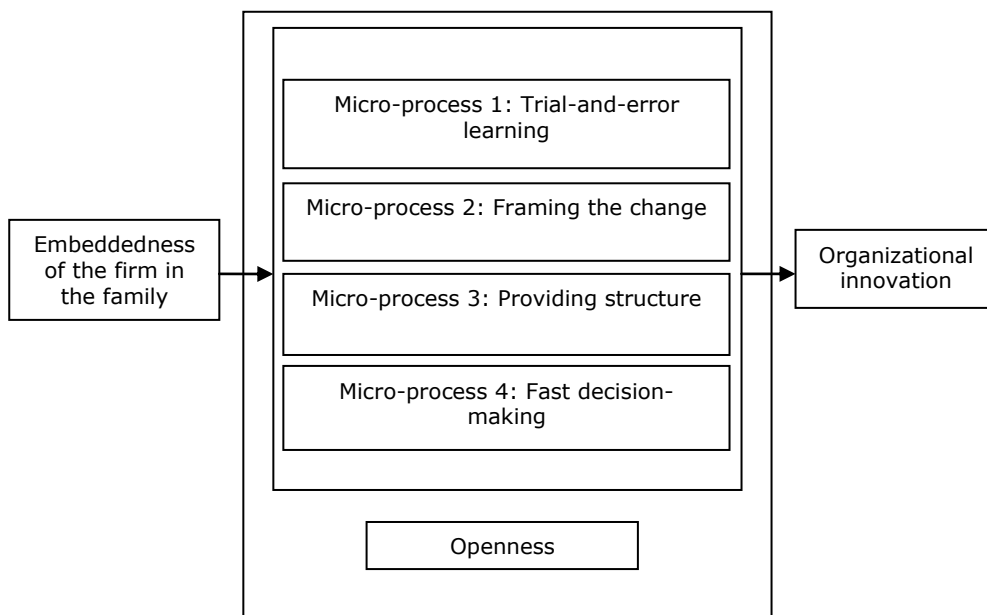 Embeddedness
of the firm in
the family
Micro-process 1: Trial-and-error
learning
Micro-process 2: Framing the change
Micro-process 3: Providing structure
Micro-process 4: Fast decision-
making
Openness
Organizational
innovation